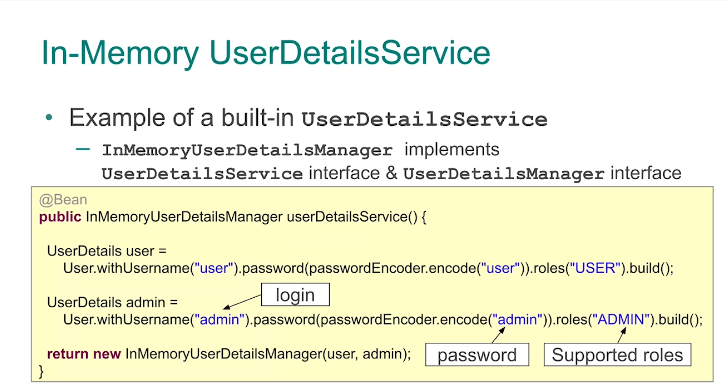 In-Memory UserDetailsService
• Example of a built-in UserDetailsService
– InMemoryUserDetailsManager implements
UserDetailsService interface & UserDetailsManager interface
@Bean
public InMemoryUserDetailsManager userDetailsService() {
UserDetails user =
User.withUsername("user").password(passwordEncoder.encode("user")).roles("USER").build();
UserDetails admin =
login
User.withUsername("admin").password(passwordEncoder.encode("admin")).roles("ADMIN").build();
return new InMemoryUserDetailsManager(user, admin);
password
Supported roles
}